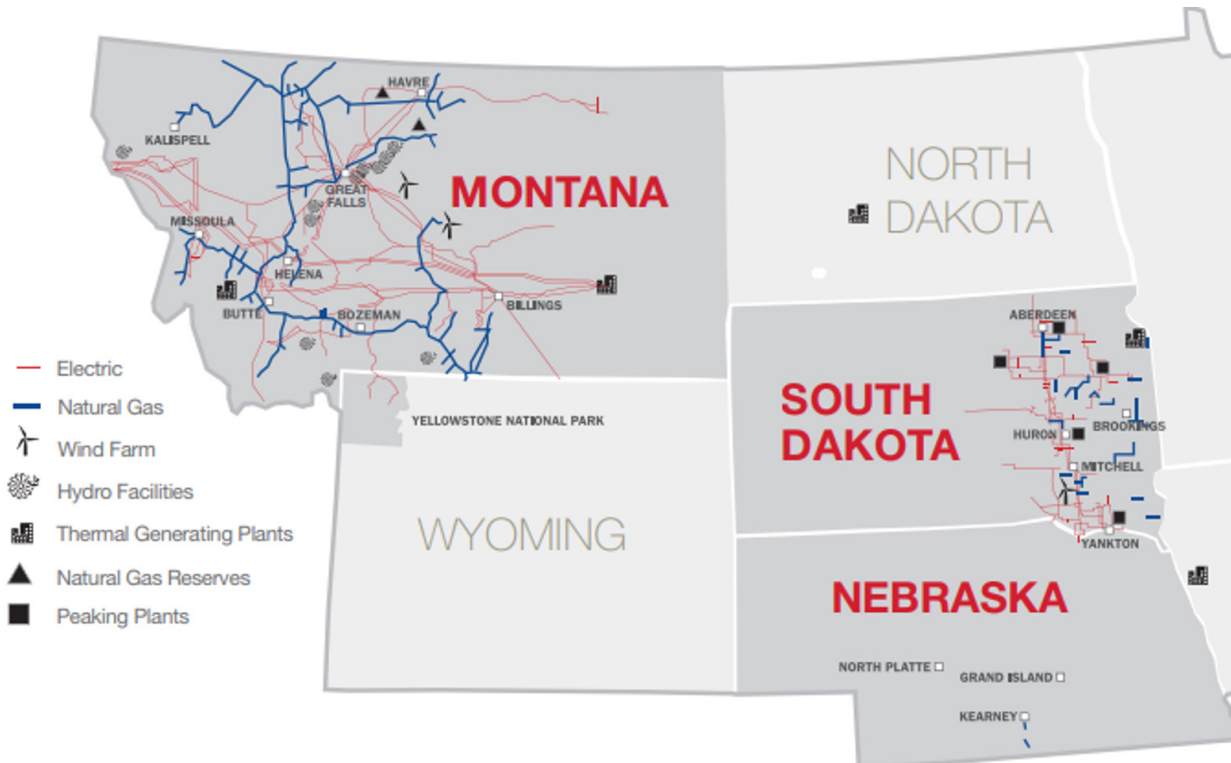 HAVRE
KALISPELL
GREAT
FALLS
MONTANA
NORTH
DAKOTA
MISSOULA
HELENA
BUTTE
BOZEMAN
BILLINGS
ABERDEEN
Electric
Natural Gas
Wind Farm
Hydro Facilities
Thermal Generating Plants
Natural Gas Reserves
Peaking Plants
YELLOWSTONE NATIONAL PARK
SOUTH
DAKOTA
HURON
BROOKINGS
MITCHELL
WYOMING
YANKTON
NEBRASKA
NORTH PLATTE
GRAND ISLAND
KEARNEY